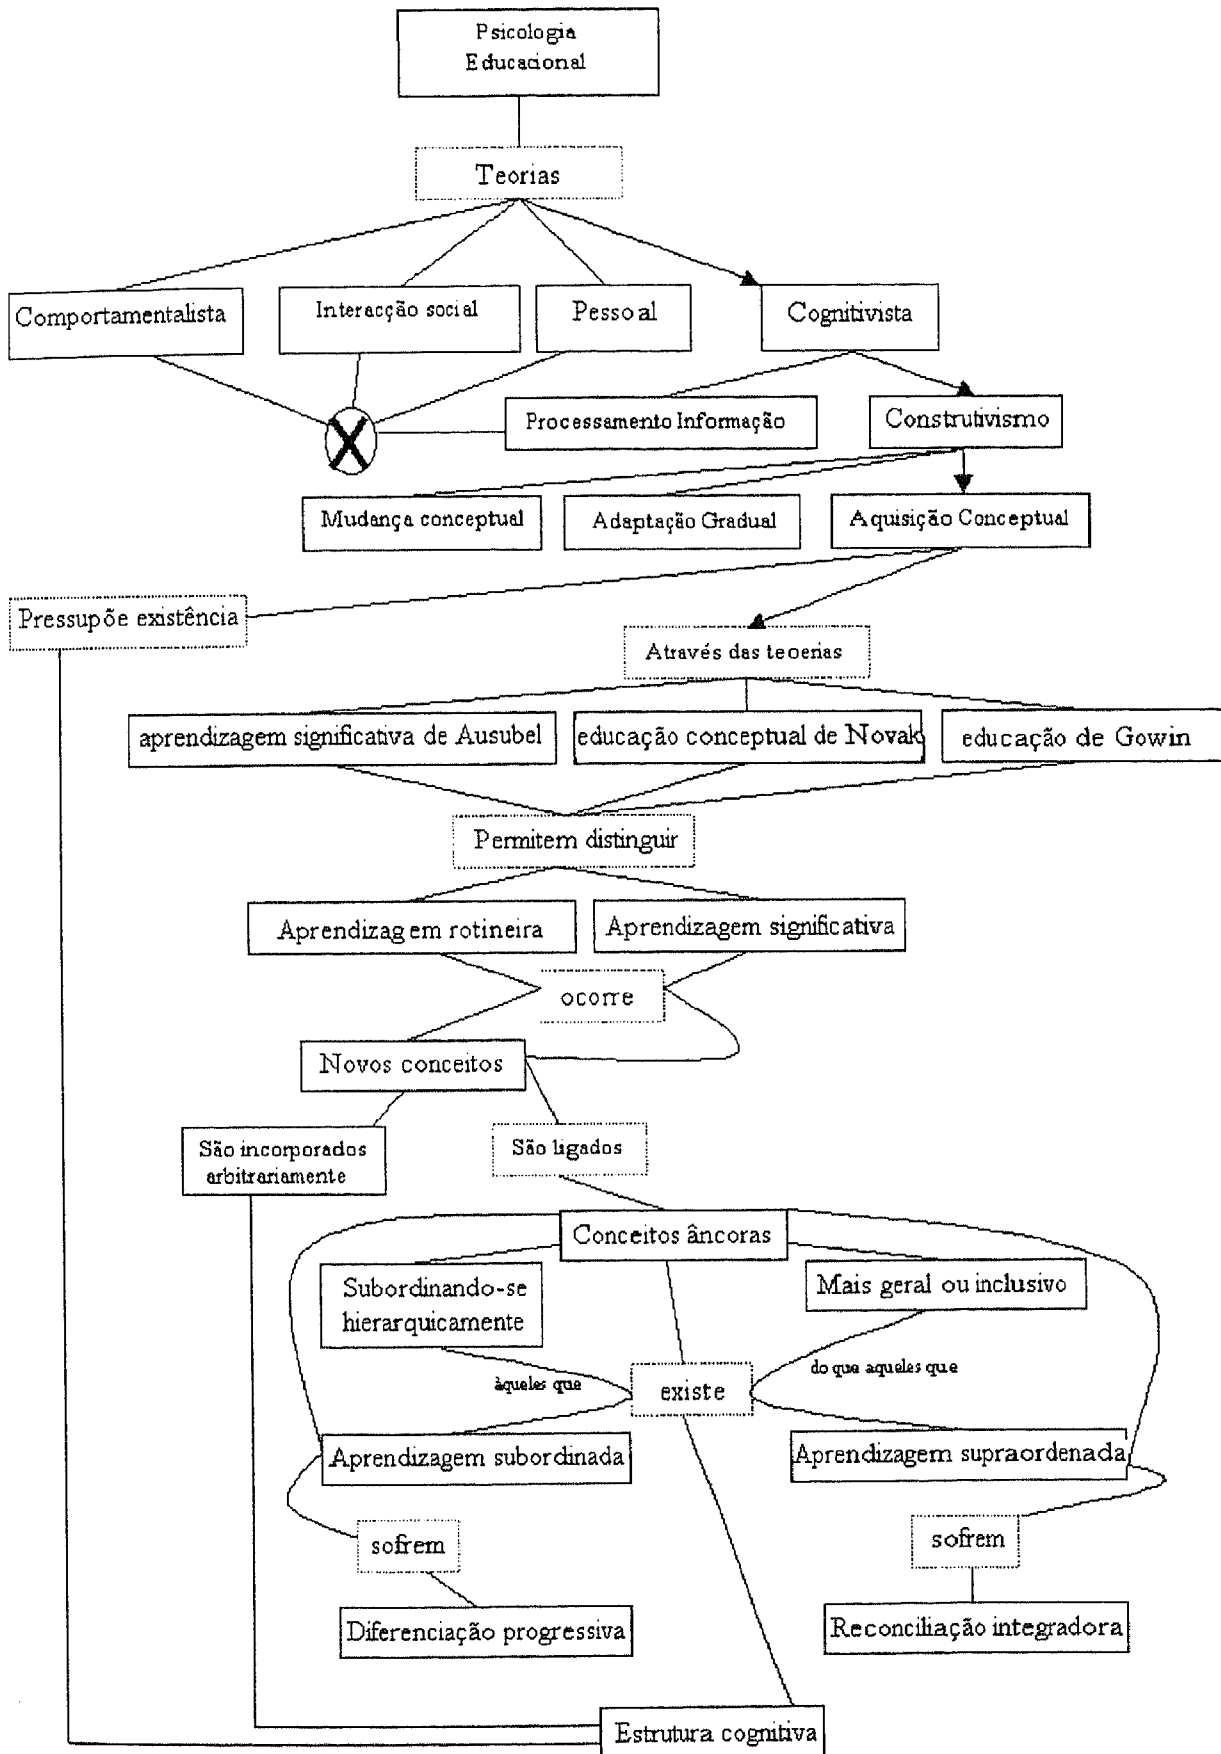 Psicologia
Educacional
Teorias
Comportamentalista
Interacção social
Pessoal
Cognitivista
Processamento Informação
Construtivismo
Mudança conceptual
Adaptação Gradual
Aquisição Conceptual
Pressupõe existência
Através das teoerias
aprendizagem significativa de Ausubel
educação conceptual de Novak
educação de Gowin
Permitem distinguir
Aprendizagem rotineira
Aprendizagem significativa
ocorre
Novos conceitos
São incorporados
arbitrariamente
São ligados
Conceitos âncoras
Subordinando-se
hierarquicamente
Mais geral ou inclusivo
àqueles que
existe
do que aqueles que
Aprendizagem subordinada
Aprendizagem supraordenada
sofrem
sofrem
Diferenciação progressiva
Reconciliação integradora
Estrutura cognitiva